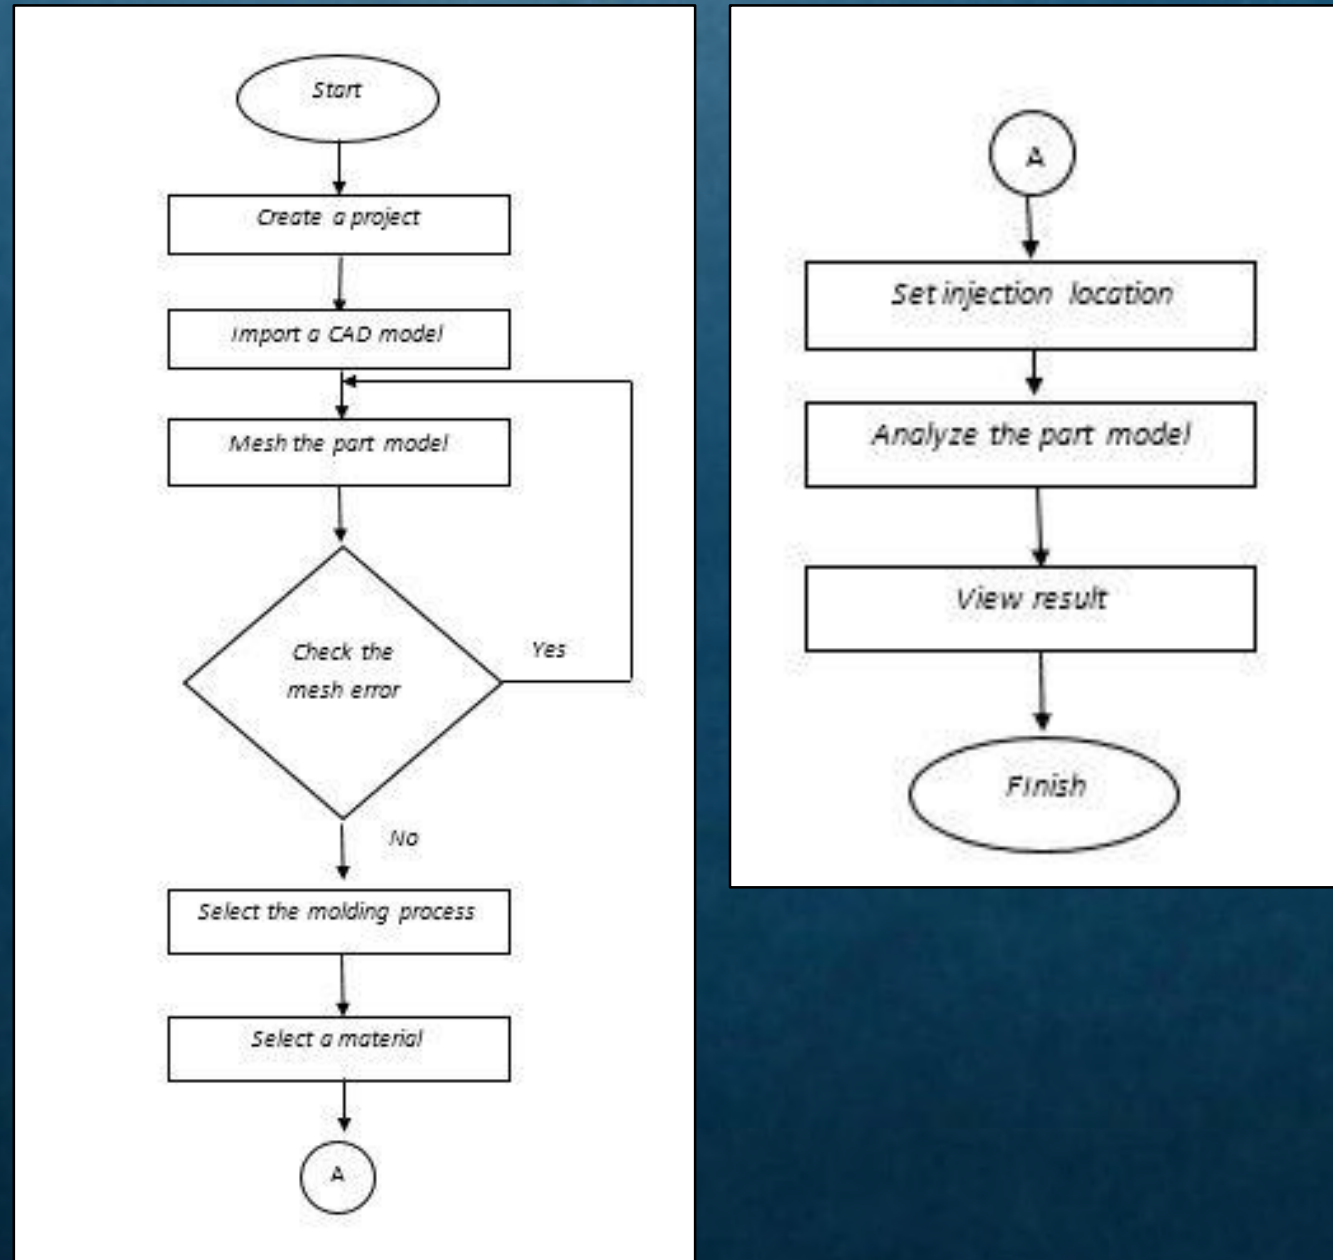 Start
Create a project
Import a CAD model
Mesh the part model
Check the
mesh error
Yes
No
Select the molding process
Select a material
A
A
Set injection location
Analyze the part model
View result
FInish